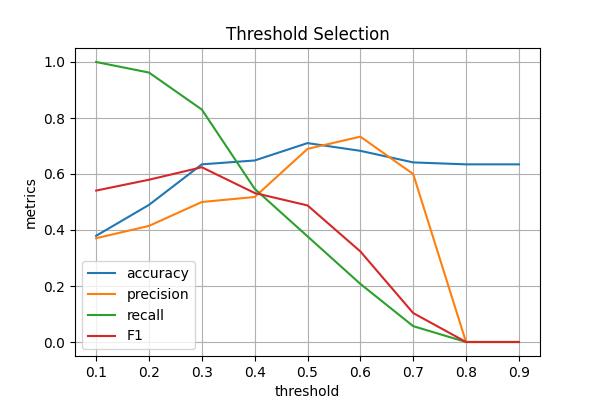 Threshold Selection
metrics
1.0
0.8
0.6
0.4
0.2
0.0
accuracy
precision
recall
F1
0.1 0.2 0.3 0.4 0.5 0.6 0.7 0.8 0.9
threshold